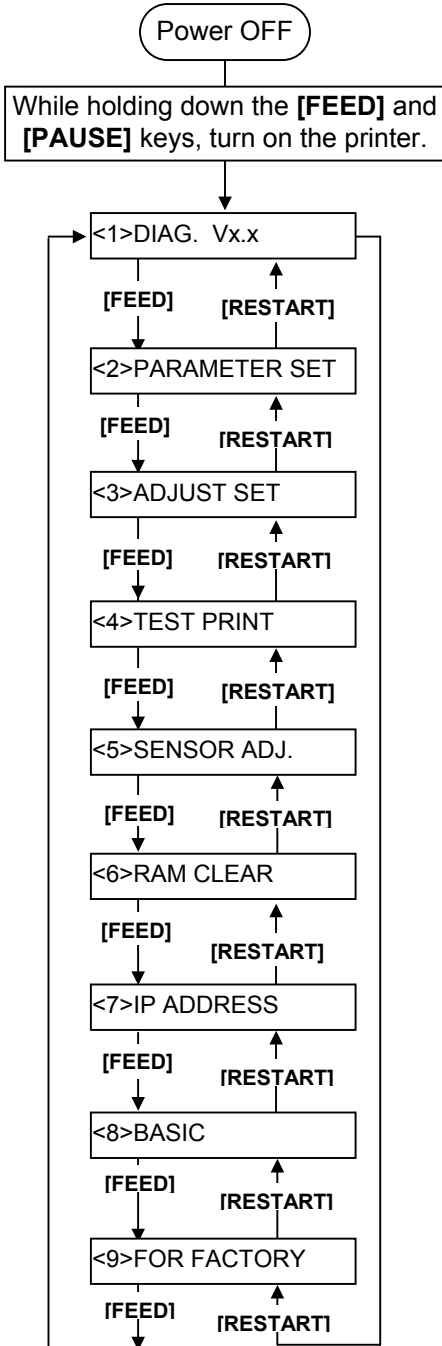 Power OFF
While holding down the [FEED] and
[PAUSE] keys, turn on the printer.
<1>DIAG. Vx.x
[FEED] [RESTART]
<2>PARAMETER SET
[FEED] [RESTART]
<3>ADJUST SET
[FEED] [RESTART]
<4>TEST PRINT
[FEED] [RESTART]
<5>SENSOR ADJ.
[FEED] [RESTART]
<6>RAM CLEAR
[FEED] [RESTART]
<7>IP ADDRESS
[FEED] [RESTART]
<8>BASIC
[FEED] [RESTART]
<9>FOR FACTORY
[FEED] [RESTART]